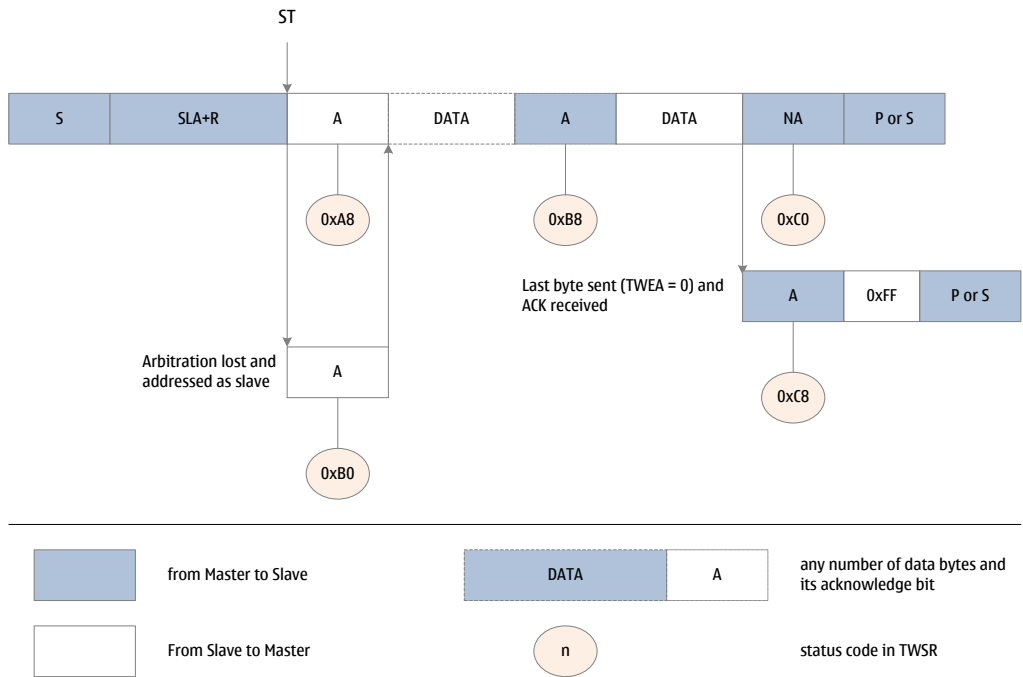 ST
S SLA+R A DATA A DATA NA P or S
0xA8 0xB8 0xC0
Last byte sent (TWEA = 0) and
ACK received
A 0xFF P or S
Arbitration lost and
addressed as slave
A
0xC8
0xB0
from Master to Slave
DATA A
any number of data bytes and
its acknowledge bit
From Slave to Master
n
status code in TWSR